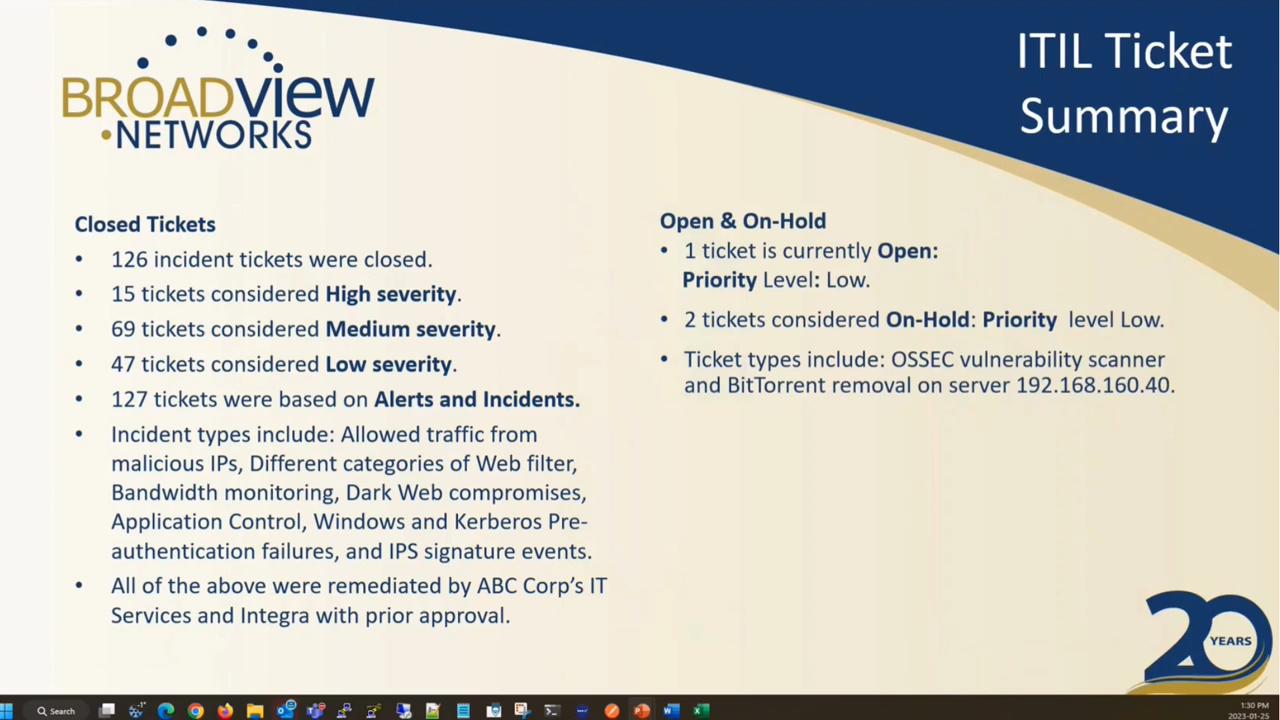 BROADview
NETWORKS
ITIL Ticket
Summary
Closed Tickets
• 126 incident tickets were closed.
• 15 tickets considered High severity.
• 69 tickets considered Medium severity.
• 47 tickets considered Low severity.
• 127 tickets were based on Alerts and Incidents.
• Incident types include: Allowed traffic from
malicious IPs, Different categories of Web filter,
Bandwidth monitoring, Dark Web compromises,
Application Control, Windows and Kerberos Pre-
authentication failures, and IPS signature events.
• All of the above were remediated by ABC Corp's IT
Services and Integra with prior approval.
Open & On-Hold
• 1 ticket is currently Open:
Priority Level: Low.
• 2 tickets considered On-Hold: Priority level Low.
• Ticket types include: OSSEC vulnerability scanner
and BitTorrent removal on server 192.168.160.40.
20
YEARS
Search
1:30 PM
2023-01-25